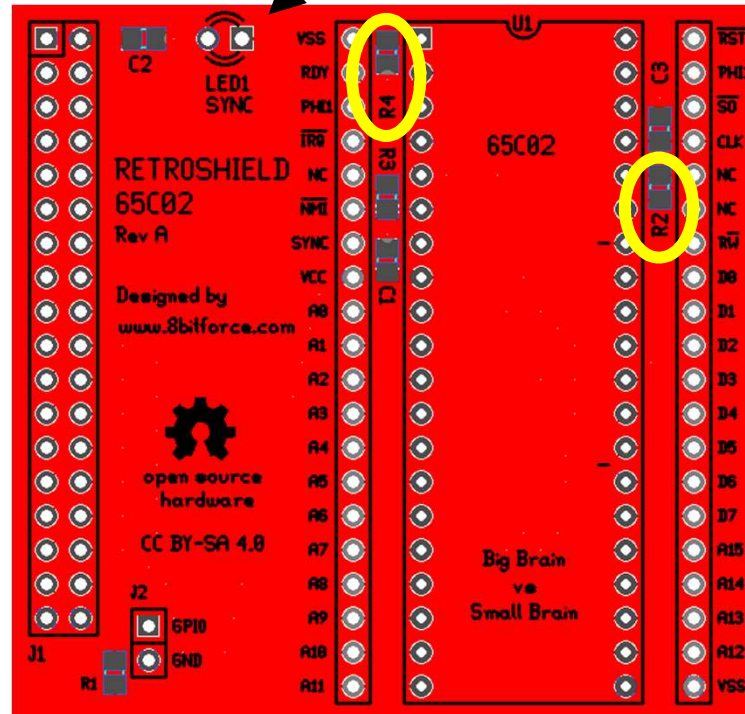 C2
LED1
SYNC
RETROSHIELD
65C02
Rev A
Designed by
www.8bitforce.com
open source
hardware
CC BY-SA 4.0
J2
GPIO
GND
J1
R1
VSS
RDY
PHI1
IRQ
NC
NMI
SYNC
VCC
A0
A1
A2
A3
A4
A5
A6
A7
A8
A9
A10
A11
R4
R3
C1
U1
65C02
Big Brain
vs
Small Brain
C3
R2
RST
SO
CLK
NC
NC
RW
D0
D1
D2
D3
D4
D5
D6
D7
A15
A14
A13
A12
VSS